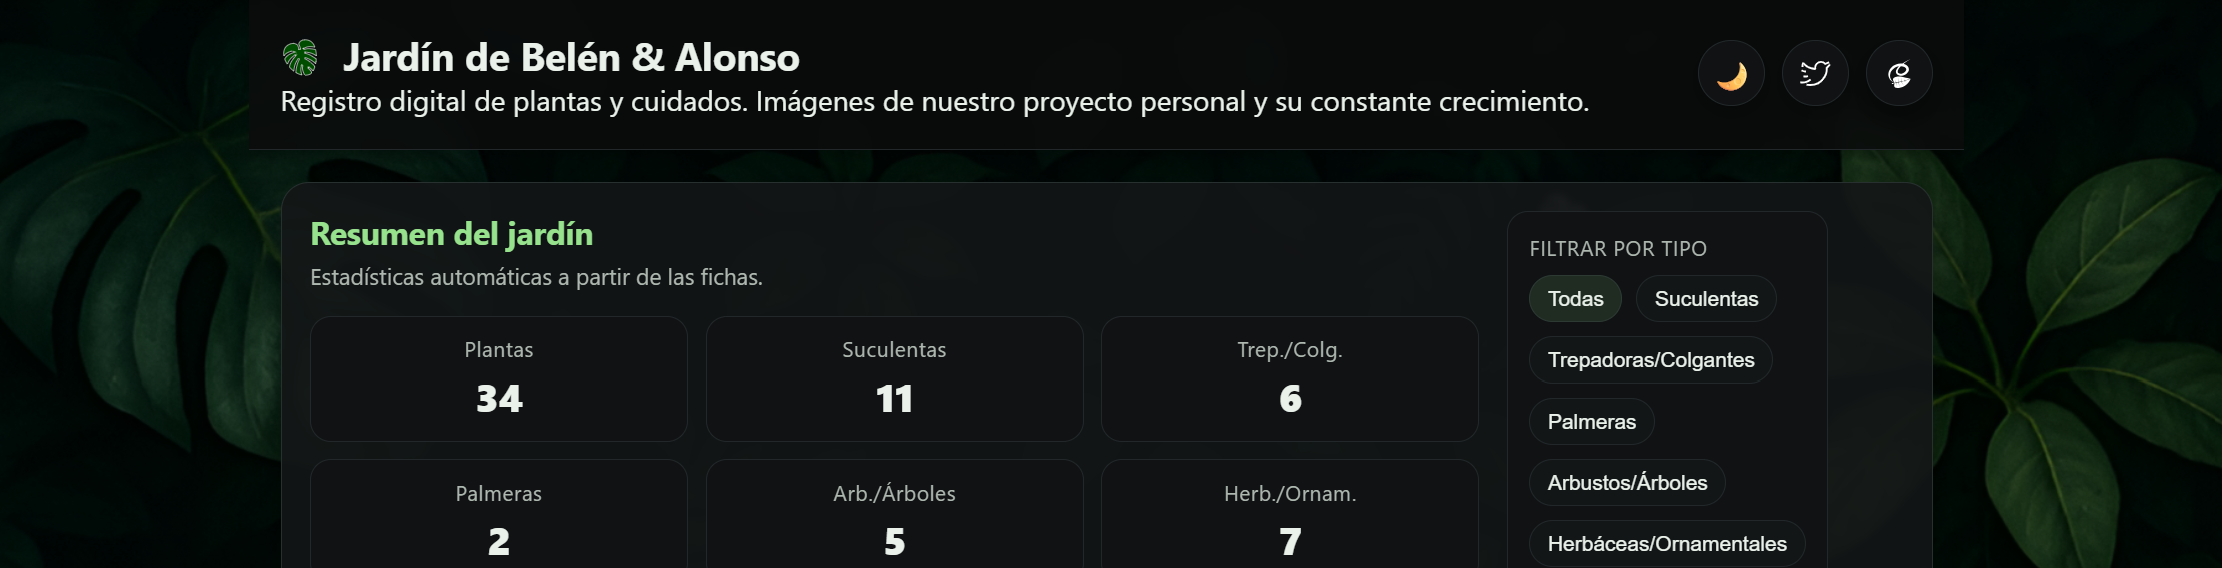 Jardín de Belén & Alonso
Registro digital de plantas y cuidados. Imágenes de nuestro proyecto personal y su constante crecimiento.
Resumen del jardín
Estadísticas automáticas a partir de las fichas.
Plantas
34
Suculentas
11
Trep./Colg.
6
Palmeras
2
Arb./Árboles
5
Herb./Ornam.
7
FILTRAR POR TIPO
Todas
Suculentas
Trepadoras/Colgantes
Palmeras
Arbustos/Árboles
Herbáceas/Ornamentales